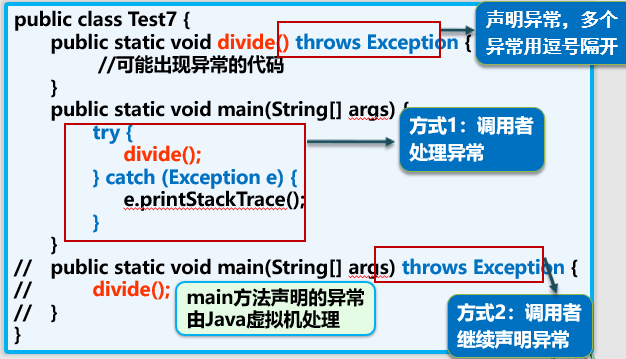 public class Test7 {
public static void divide() throws Exception {
//可能出现异常的代码
}
public static void main(String[] args) {
try {
divide();
} catch (Exception e) {
e.printStackTrace();
}
}
// public static void main(String[] args) throws Exception {
// divide();
// }
}
声明异常，多个
异常用逗号隔开
方式1：调用者
处理异常
main方法声明的异常
由Java虚拟机处理
方式2：调用者
继续声明异常